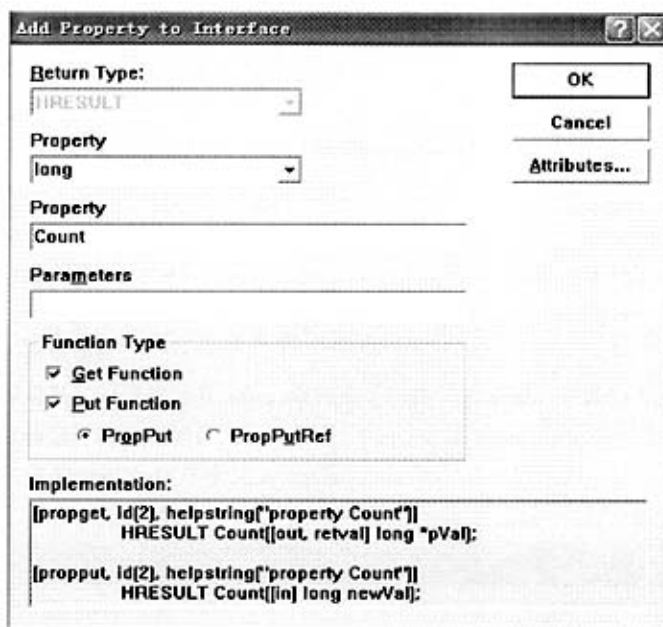 Add Property to Interface
Return Type:
HRESULT
OK
Cancel
Attributes...
Property
long
Property
Count
Parameters
Function Type
Get Function
Put Function
PropPut PropPutRef
Implementation:
[propget, id(2), helpstring("property Count")]
HRESULT Count([out, retval] long *pVal);
[propput, id(2), helpstring("property Count")]
HRESULT Count([in] long newVal);